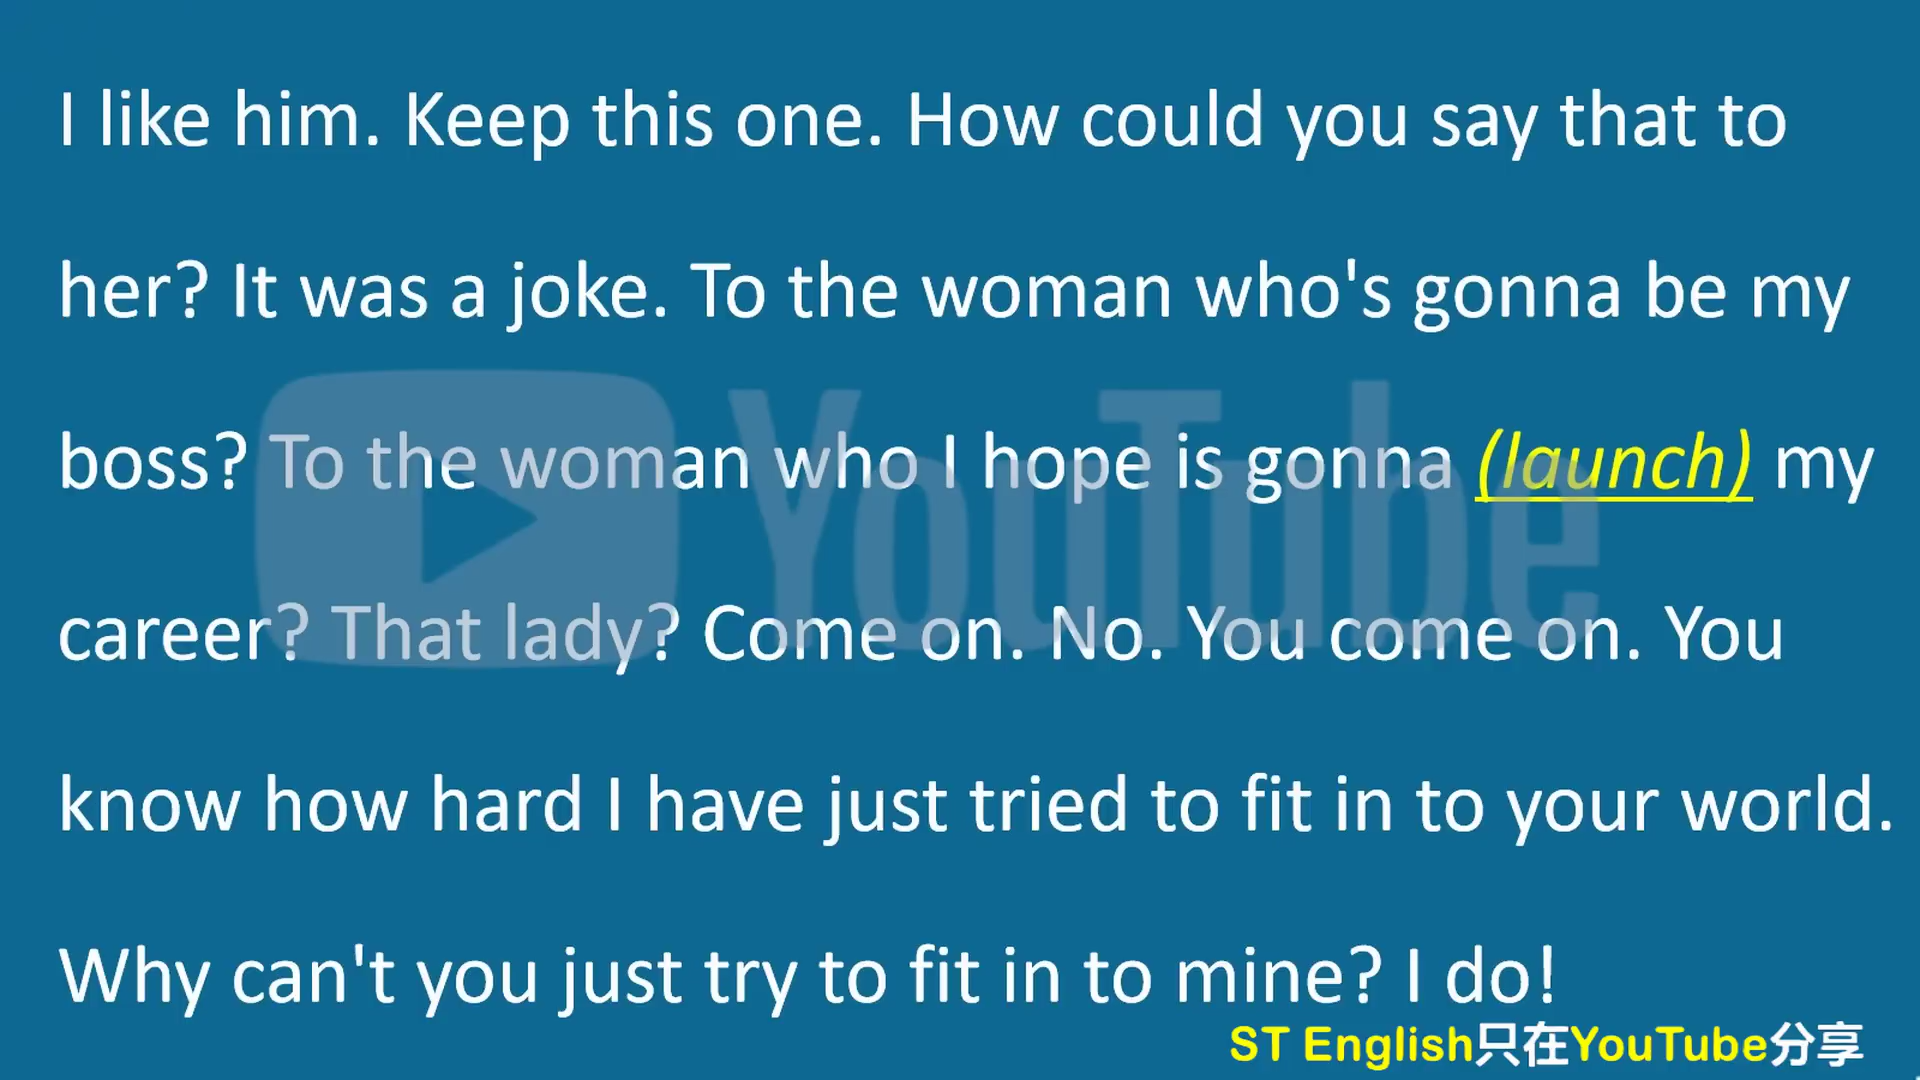 I like him. Keep this one. How could you say that to
her? It was a joke. To the woman who's gonna be my
boss? To the woman who I hope is gonna (launch) my
career? That lady? Come on. No. You come on. You
know how hard I have just tried to fit in to your world.
Why can't you just try to fit in to mine? I do!
YouTube
ST English只在YouTube分享